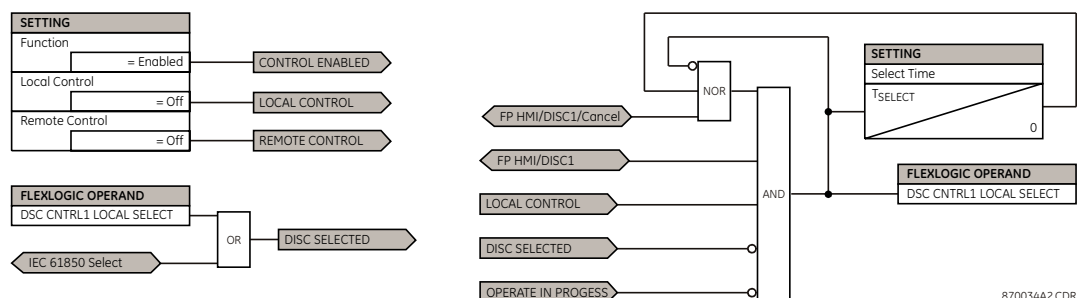 SETTING
Function
= Enabled
CONTROL ENABLED
Local Control
= Off
LOCAL CONTROL
Remote Control
= Off
REMOTE CONTROL
FLEXLOGIC OPERAND
DSC CNTRL1 LOCAL SELECT
OR
DISC SELECTED
IEC 61850 Select
NOR
FP HMI/DISC1/Cancel
FP HMI/DISC1
LOCAL CONTROL
DISC SELECTED
OPERATE IN PROGESS
AND
SETTING
Select Time
TSELECT
0
FLEXLOGIC OPERAND
DSC CNTRL1 LOCAL SELECT
870034A2.CDR